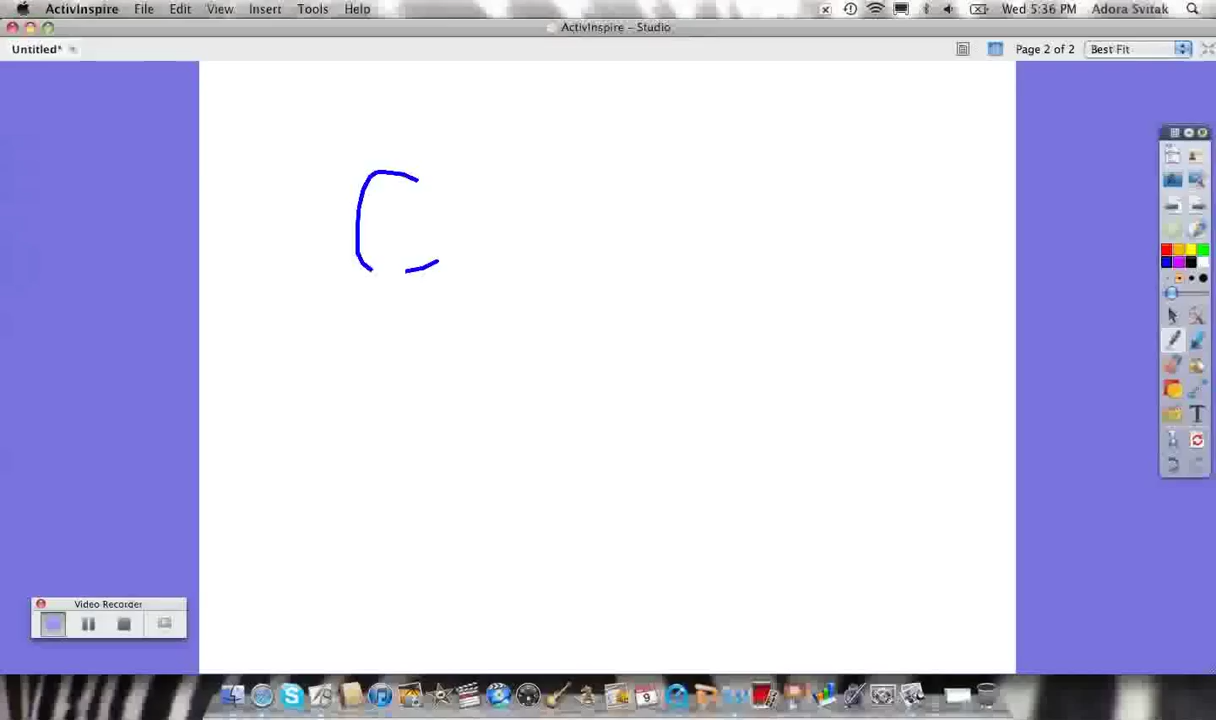 ActivInspire File Edit View Insert Tools Help Wed 5:36 PM Adora Svitak
ActivInspire – Studio
Untitled* Page 2 of 2 Best Fit
C
T
Video Recorder
9